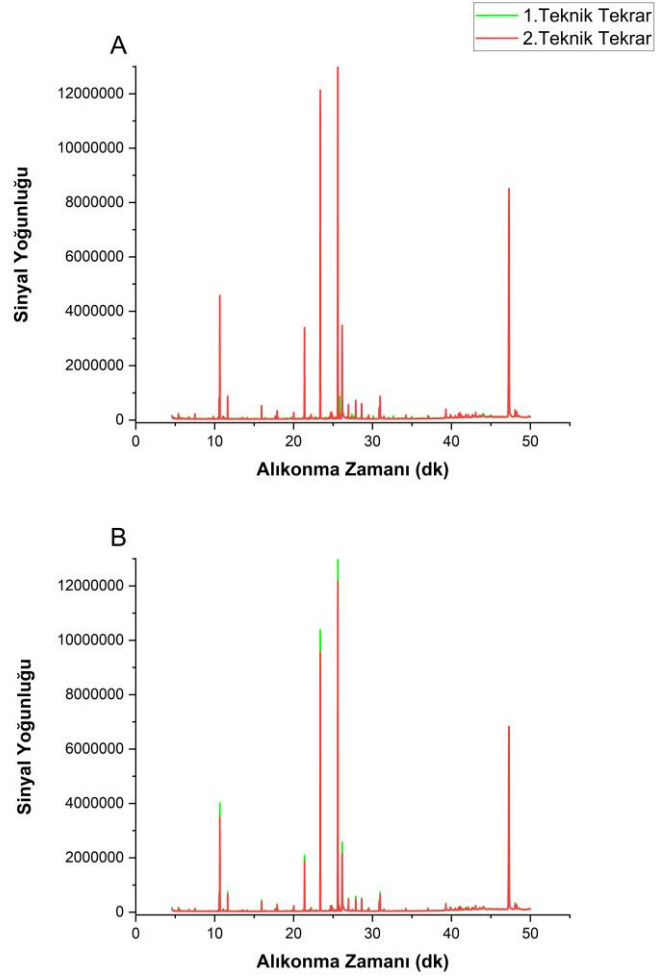 1.Teknik Tekrar
2.Teknik Tekrar
A
12000000
10000000
8000000
6000000
4000000
2000000
0
Sinyal Yoğunluğu
0 10 20 30 40 50
Alıkonma Zamanı (dk)
B
12000000
10000000
8000000
6000000
4000000
2000000
0
Sinyal Yoğunluğu
0 10 20 30 40 50
Alıkonma Zamanı (dk)